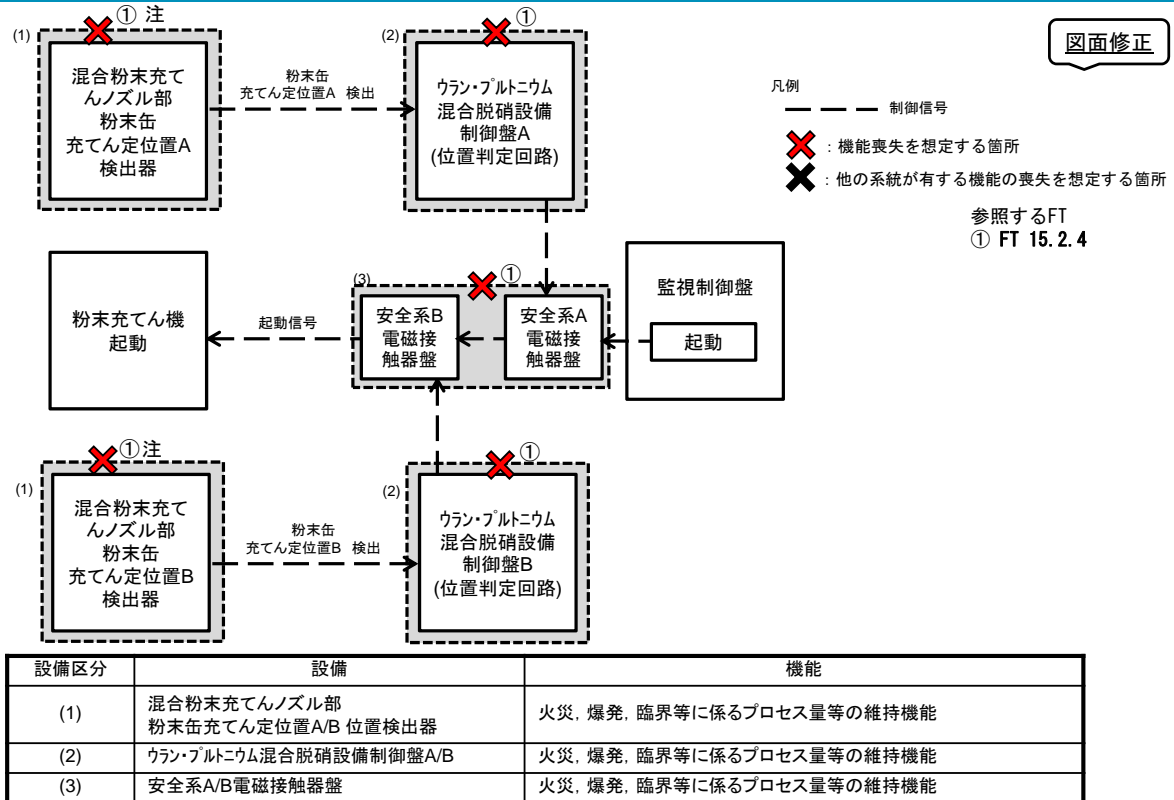 (1)
① 注
混合粉末充て
んノズル部
粉末缶
充てん定位置A
検出器
粉末缶
充てん定位置A 検出
(2)
①
ウラン・プルトニウム
混合脱硝設備
制御盤A
(位置判定回路)
図面修正
凡例
制御信号
：機能喪失を想定する箇所
：他の系統が有する機能の喪失を想定する箇所
参照するFT
① FT 15.2.4
粉末充てん機
起動
起動信号
(3)
①
安全系B
電磁接
触器盤
安全系A
電磁接
触器盤
監視制御盤
起動
(1)
①注
混合粉末充て
んノズル部
粉末缶
充てん定位置B
検出器
粉末缶
充てん定位置B 検出
(2)
①
ウラン・プルトニウム
混合脱硝設備
制御盤B
(位置判定回路)
設備区分 設備 機能
(1) 混合粉末充てんノズル部
粉末缶充てん定位置A/B 位置検出器 火災，爆発，臨界等に係るプロセス量等の維持機能
(2) ウラン・プルトニウム混合脱硝設備制御盤A/B 火災，爆発，臨界等に係るプロセス量等の維持機能
(3) 安全系A/B電磁接触器盤 火災，爆発，臨界等に係るプロセス量等の維持機能